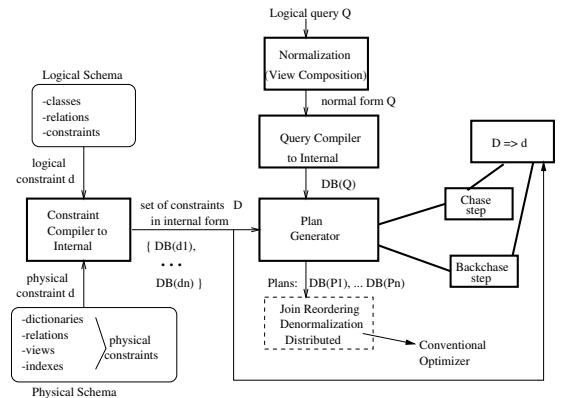 Logical query Q
Normalization
(View Composition)
normal form Q
Query Compiler
to Internal
DB(Q)
Logical Schema
-classes
-relations
-constraints
logical
constraint d
Constraint
Compiler to
Internal
set of constraints D
in internal form
{ DB(d1),
• • •
DB(dn) }
Plan
Generator
D => d
Chase
step
Backchase
step
physical
constraint d
-dictionaries
-relations
-views
-indexes
physical
constraints
Physical Schema
Plans: DB(P1), ... DB(Pn)
Join Reordering
Denormalization
Distributed
Conventional
Optimizer